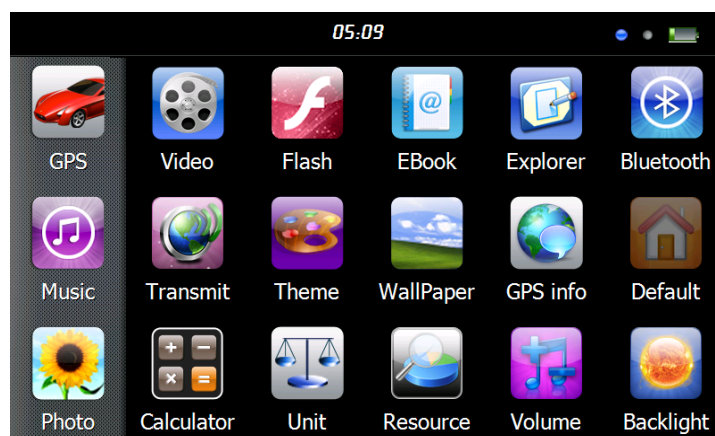 05:09
GPS Video Flash EBook Explorer Bluetooth
Music Transmit Theme WallPaper GPS info Default
Photo Calculator Unit Resource Volume Backlight